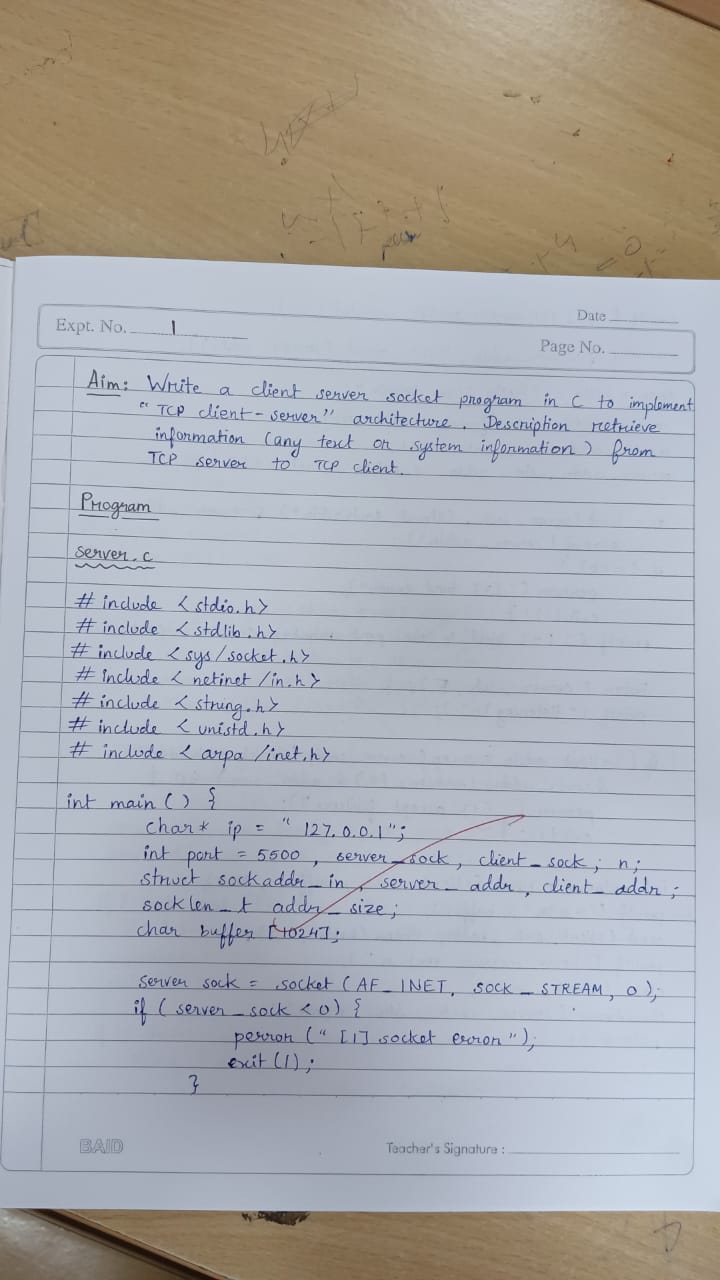 Date
Expt. No. 1
Page No.
Aim: Write a client server socket program in C to implement
"TCP client-server" architecture. Description retrieve
information (any text or system information) from
TCP server to TCP client.
Program
server.c
# include <stdio.h>
# include <stdlib.h>
# include <sys/socket.h>
# include <netinet/in.h>
# include <string.h>
# include <unistd.h>
# include <arpa/inet.h>
int main() {
char* ip = "127.0.0.1";
int port = 5500, server_sock, client_sock; n;
struct sockaddr_in, server_addr, client_addr;
socklen_t addr_size;
char buffer [1024];
server sock = socket (AF_INET, SOCK_STREAM, 0);
if (server_sock < 0) {
perror ("[1] socket error");
exit (1);
}
BAID
Teacher's Signature :